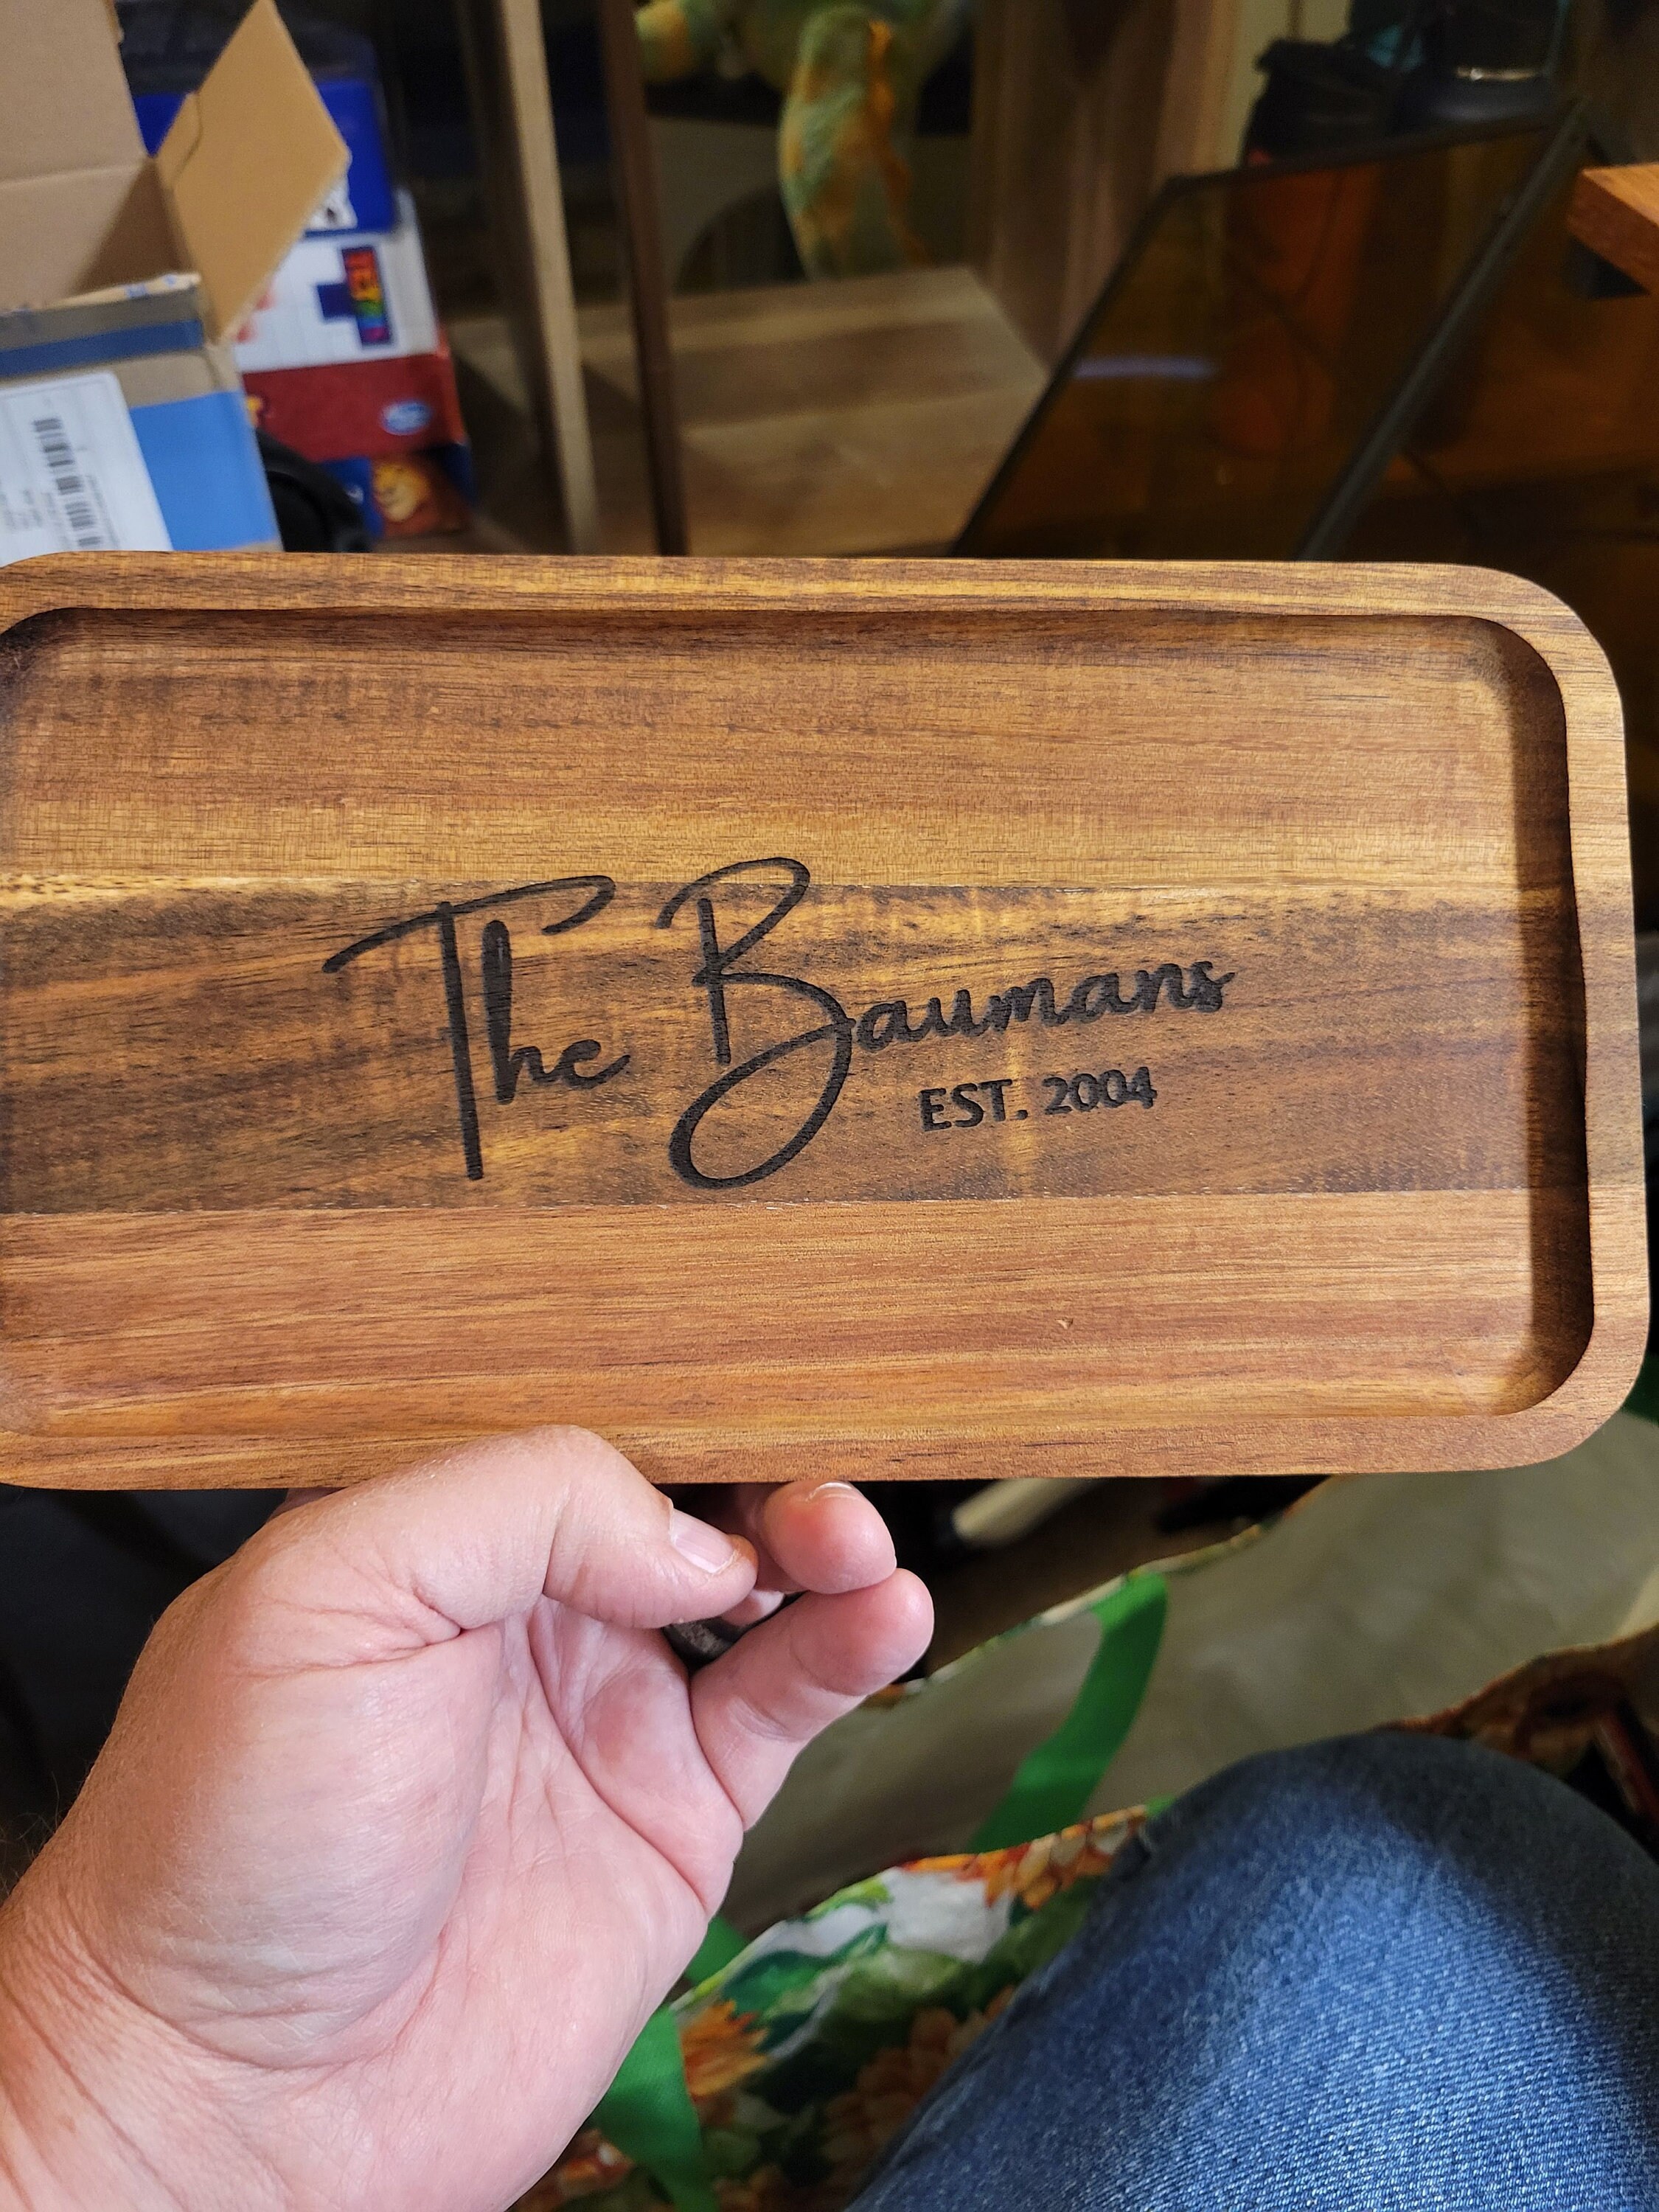 The Baumans
EST. 2004